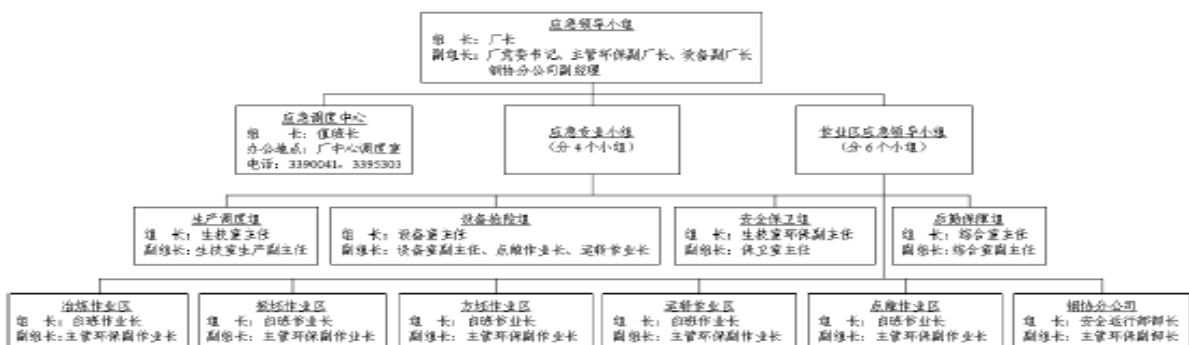 应急领导小组
组 长：厂长
副组长：厂党委书记、主管环保副厂长、设备副厂长
钢协分公司副经理
应急调度中心
组 长：值班长
办公地点：厂中心调度室
电话：3390041，3395303
应急专业小组
（分4个小组）
作业区应急领导小组
（分6个小组）
生产调度组
组 长：生技室主任
副组长：生技室生产副主任
设备抢险组
组 长：设备室主任
副组长：设备室副主任、点维作业长、运转作业长
安全保卫组
组 长：生技室环保副主任
副组长：保卫室主任
后勤保障组
组 长：综合室主任
副组长：综合室副主任
冶炼作业区
组 长：白班作业长
副组长：主管环保副作业长
板坯作业区
组 长：白班作业长
副组长：主管环保副作业长
方坯作业区
组 长：白班作业长
副组长：主管环保副作业长
运转作业区
组 长：白班作业长
副组长：主管环保副作业长
点维作业区
组 长：白班作业长
副组长：主管环保副作业长
钢协分公司
组 长：安全运行部部长
副组长：主管环保副部长